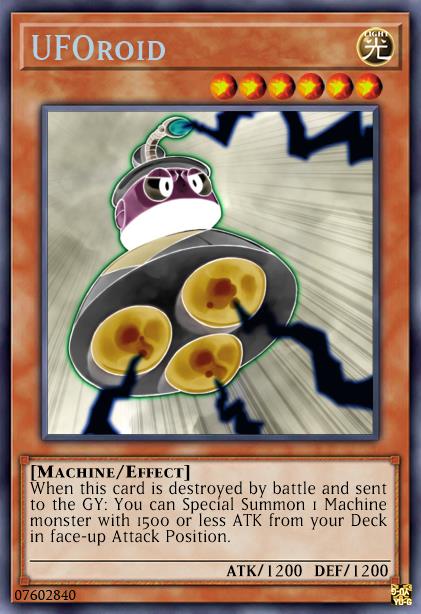 UFOroid
LIGHT
光
[Machine/Effect]
When this card is destroyed by battle and sent
to the GY: You can Special Summon 1 Machine
monster with 1500 or less ATK from your Deck
in face-up Attack Position.
ATK/1200 DEF/1200
07602840